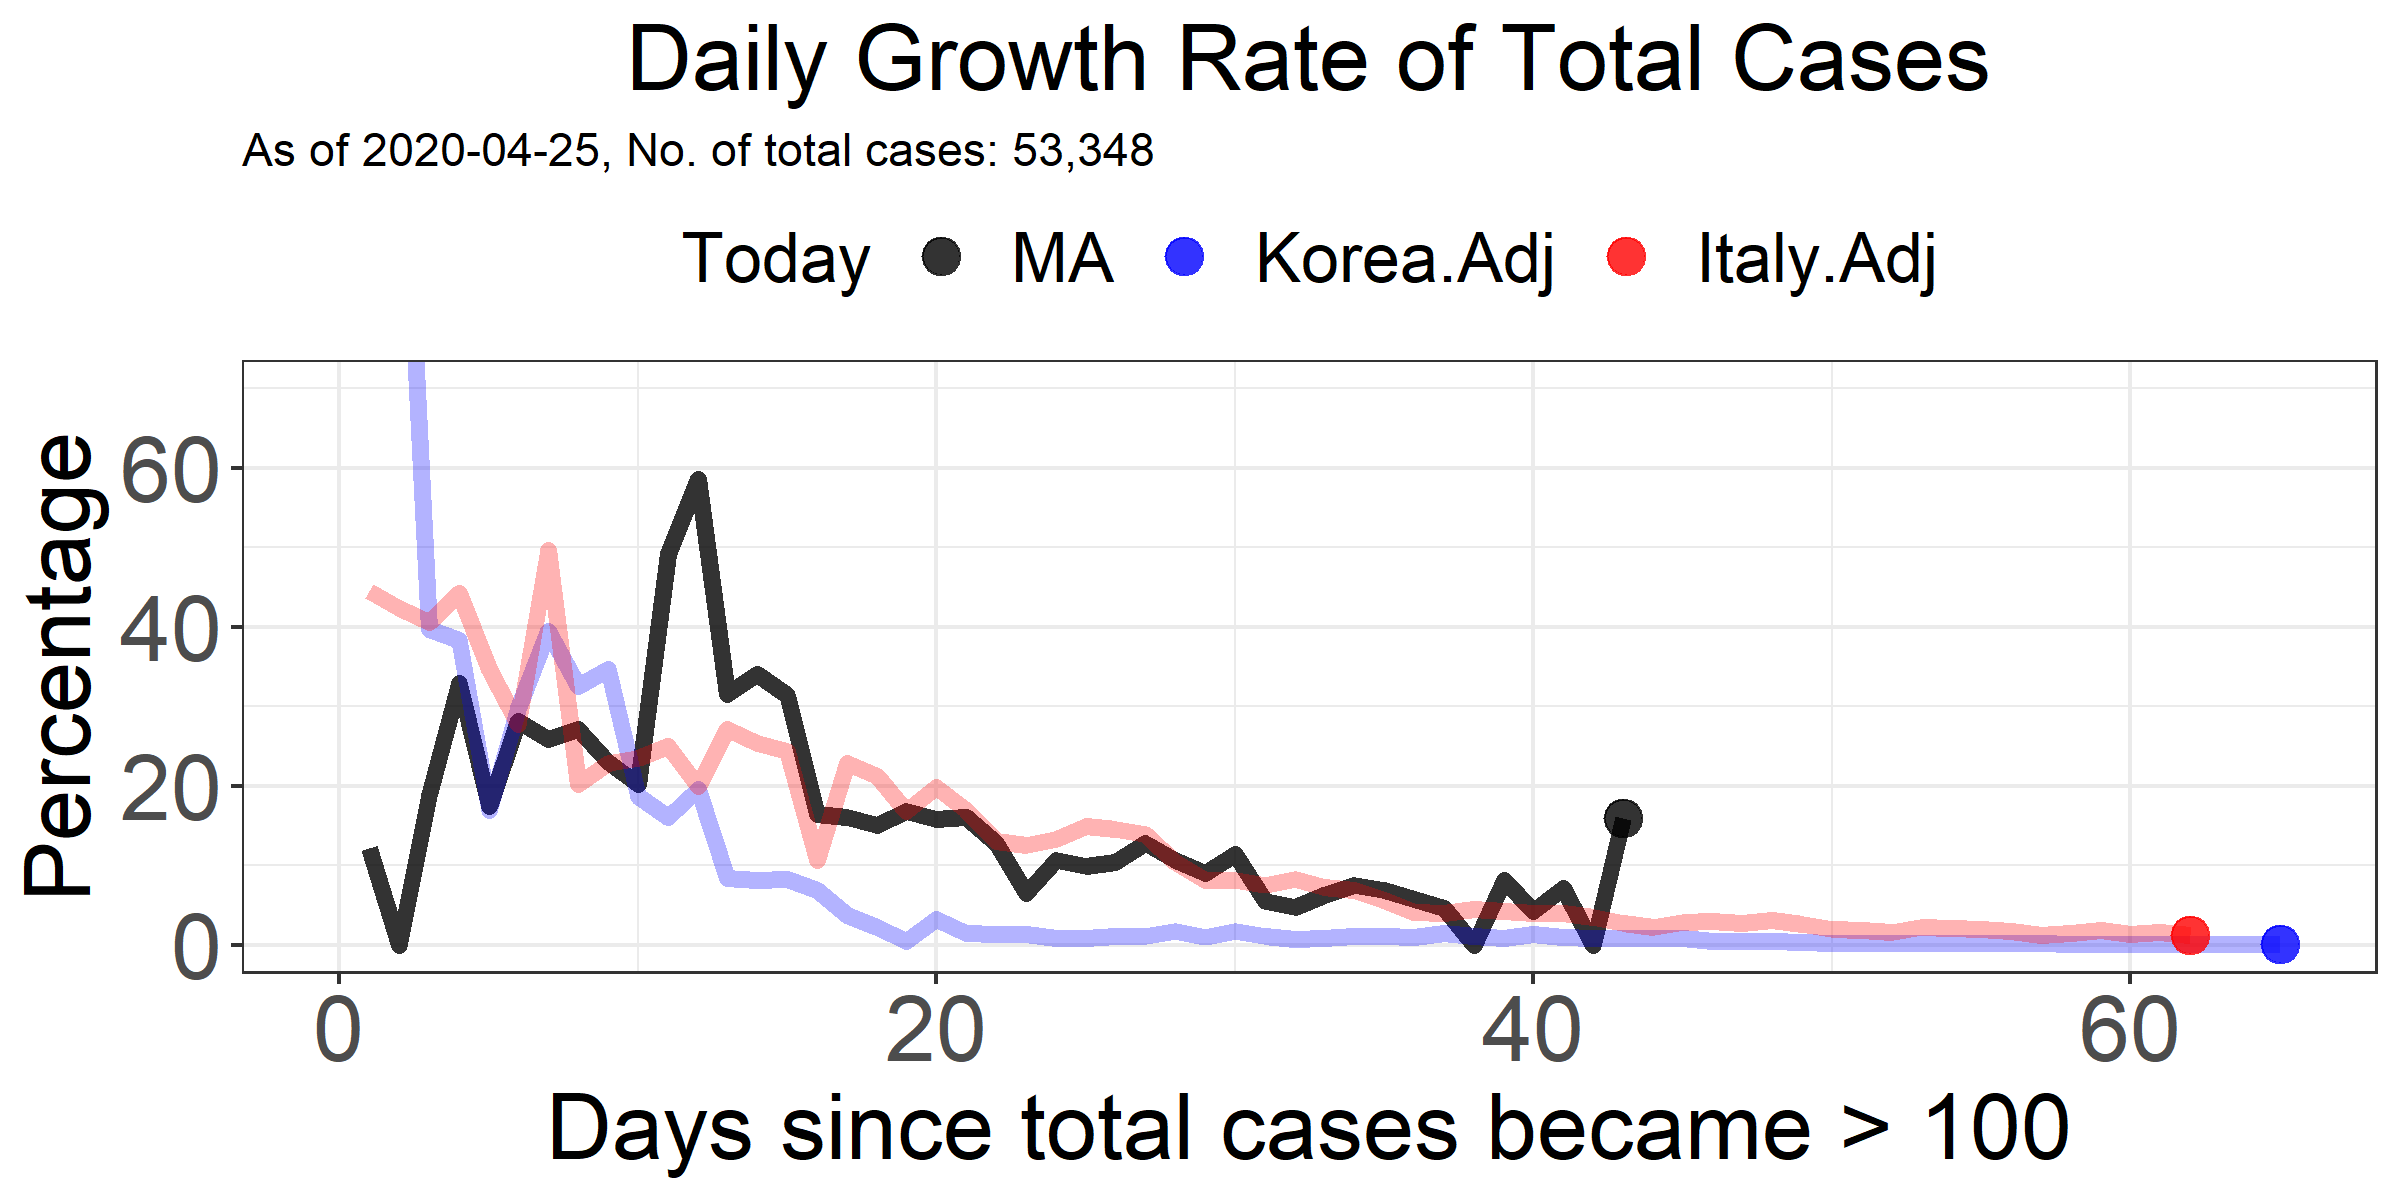 Daily Growth Rate of Total Cases
As of 2020-04-25, No. of total cases: 53,348
Today MA Korea.Adj Italy.Adj
Percentage
60
40
20
0
0 20 40 60
Days since total cases became > 100